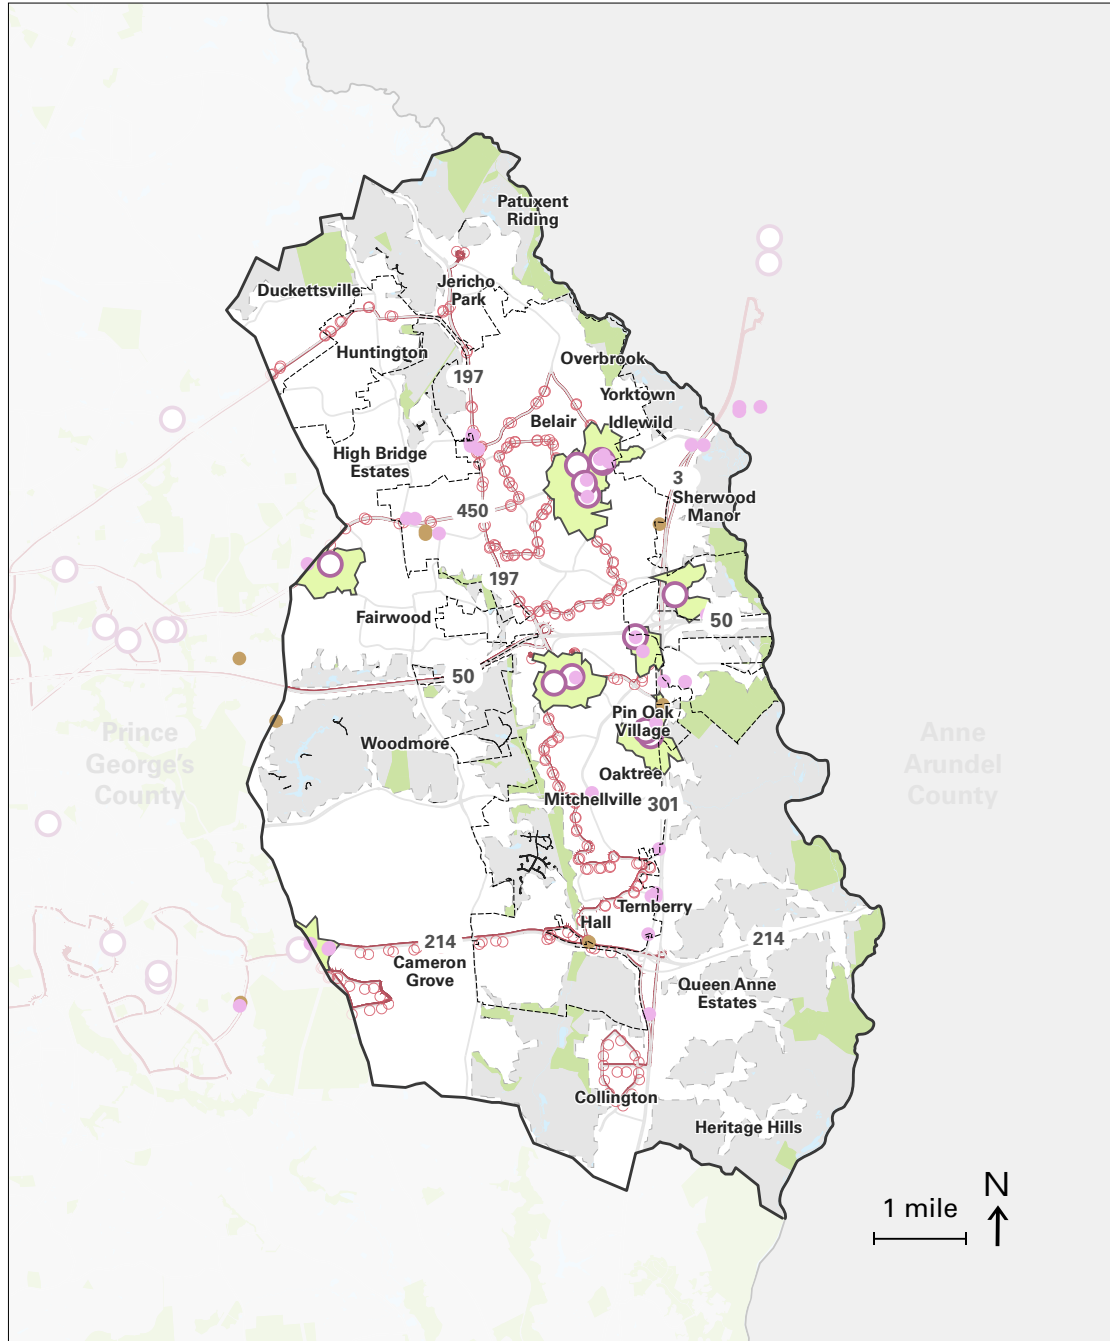 Patuxent
Riding
Duckettsville
Jericho
Park
Huntington
Overbrook
197
Yorktown
Belair
Idlewild
High Bridge
Estates
3
Sherwood
Manor
450
197
Fairwood
50
50
Pin Oak
Village
Prince
George's
County
Woodmore
Anne
Arundel
County
Oaktree
Mitchellville
301
Ternberry
Hall
214
214
Cameron
Grove
Queen Anne
Estates
Collington
Heritage Hills
N
1 mile